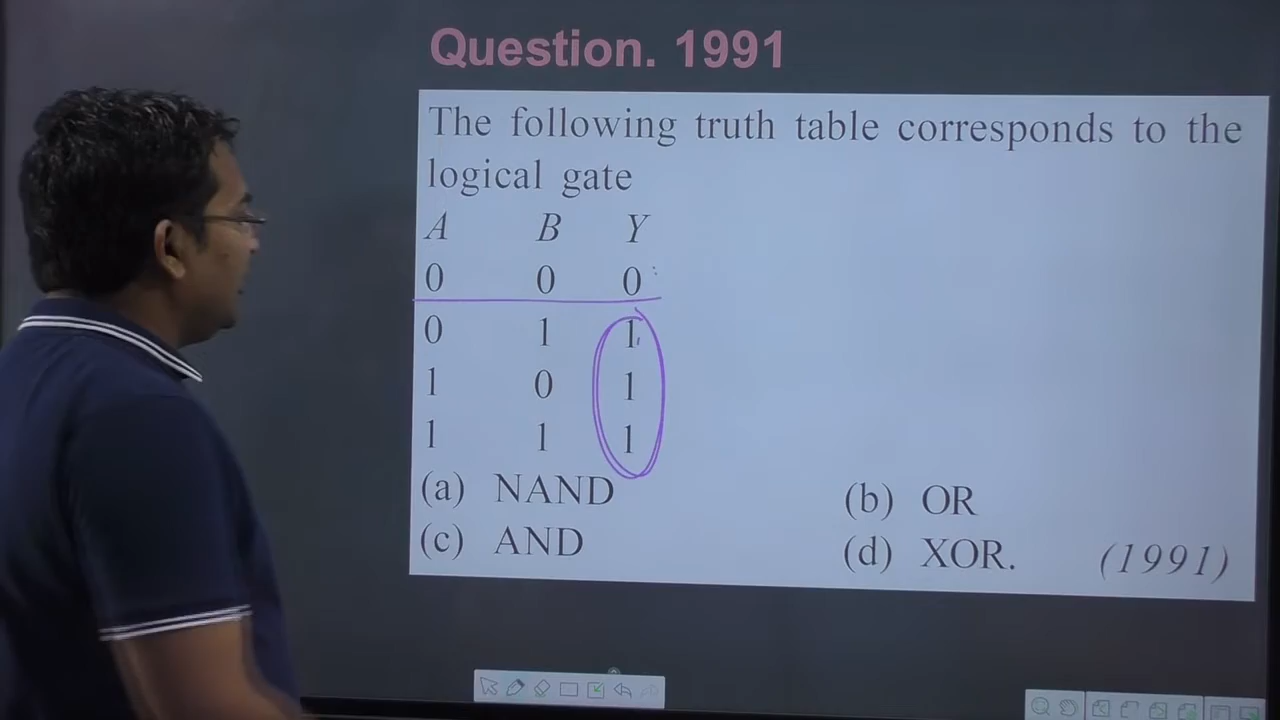 Question. 1991
The following truth table corresponds to the
logical gate
A B Y
0 0 0
0 1 1
1 0 1
1 1 1
(a) NAND (b) OR
(c) AND (d) XOR. (1991)